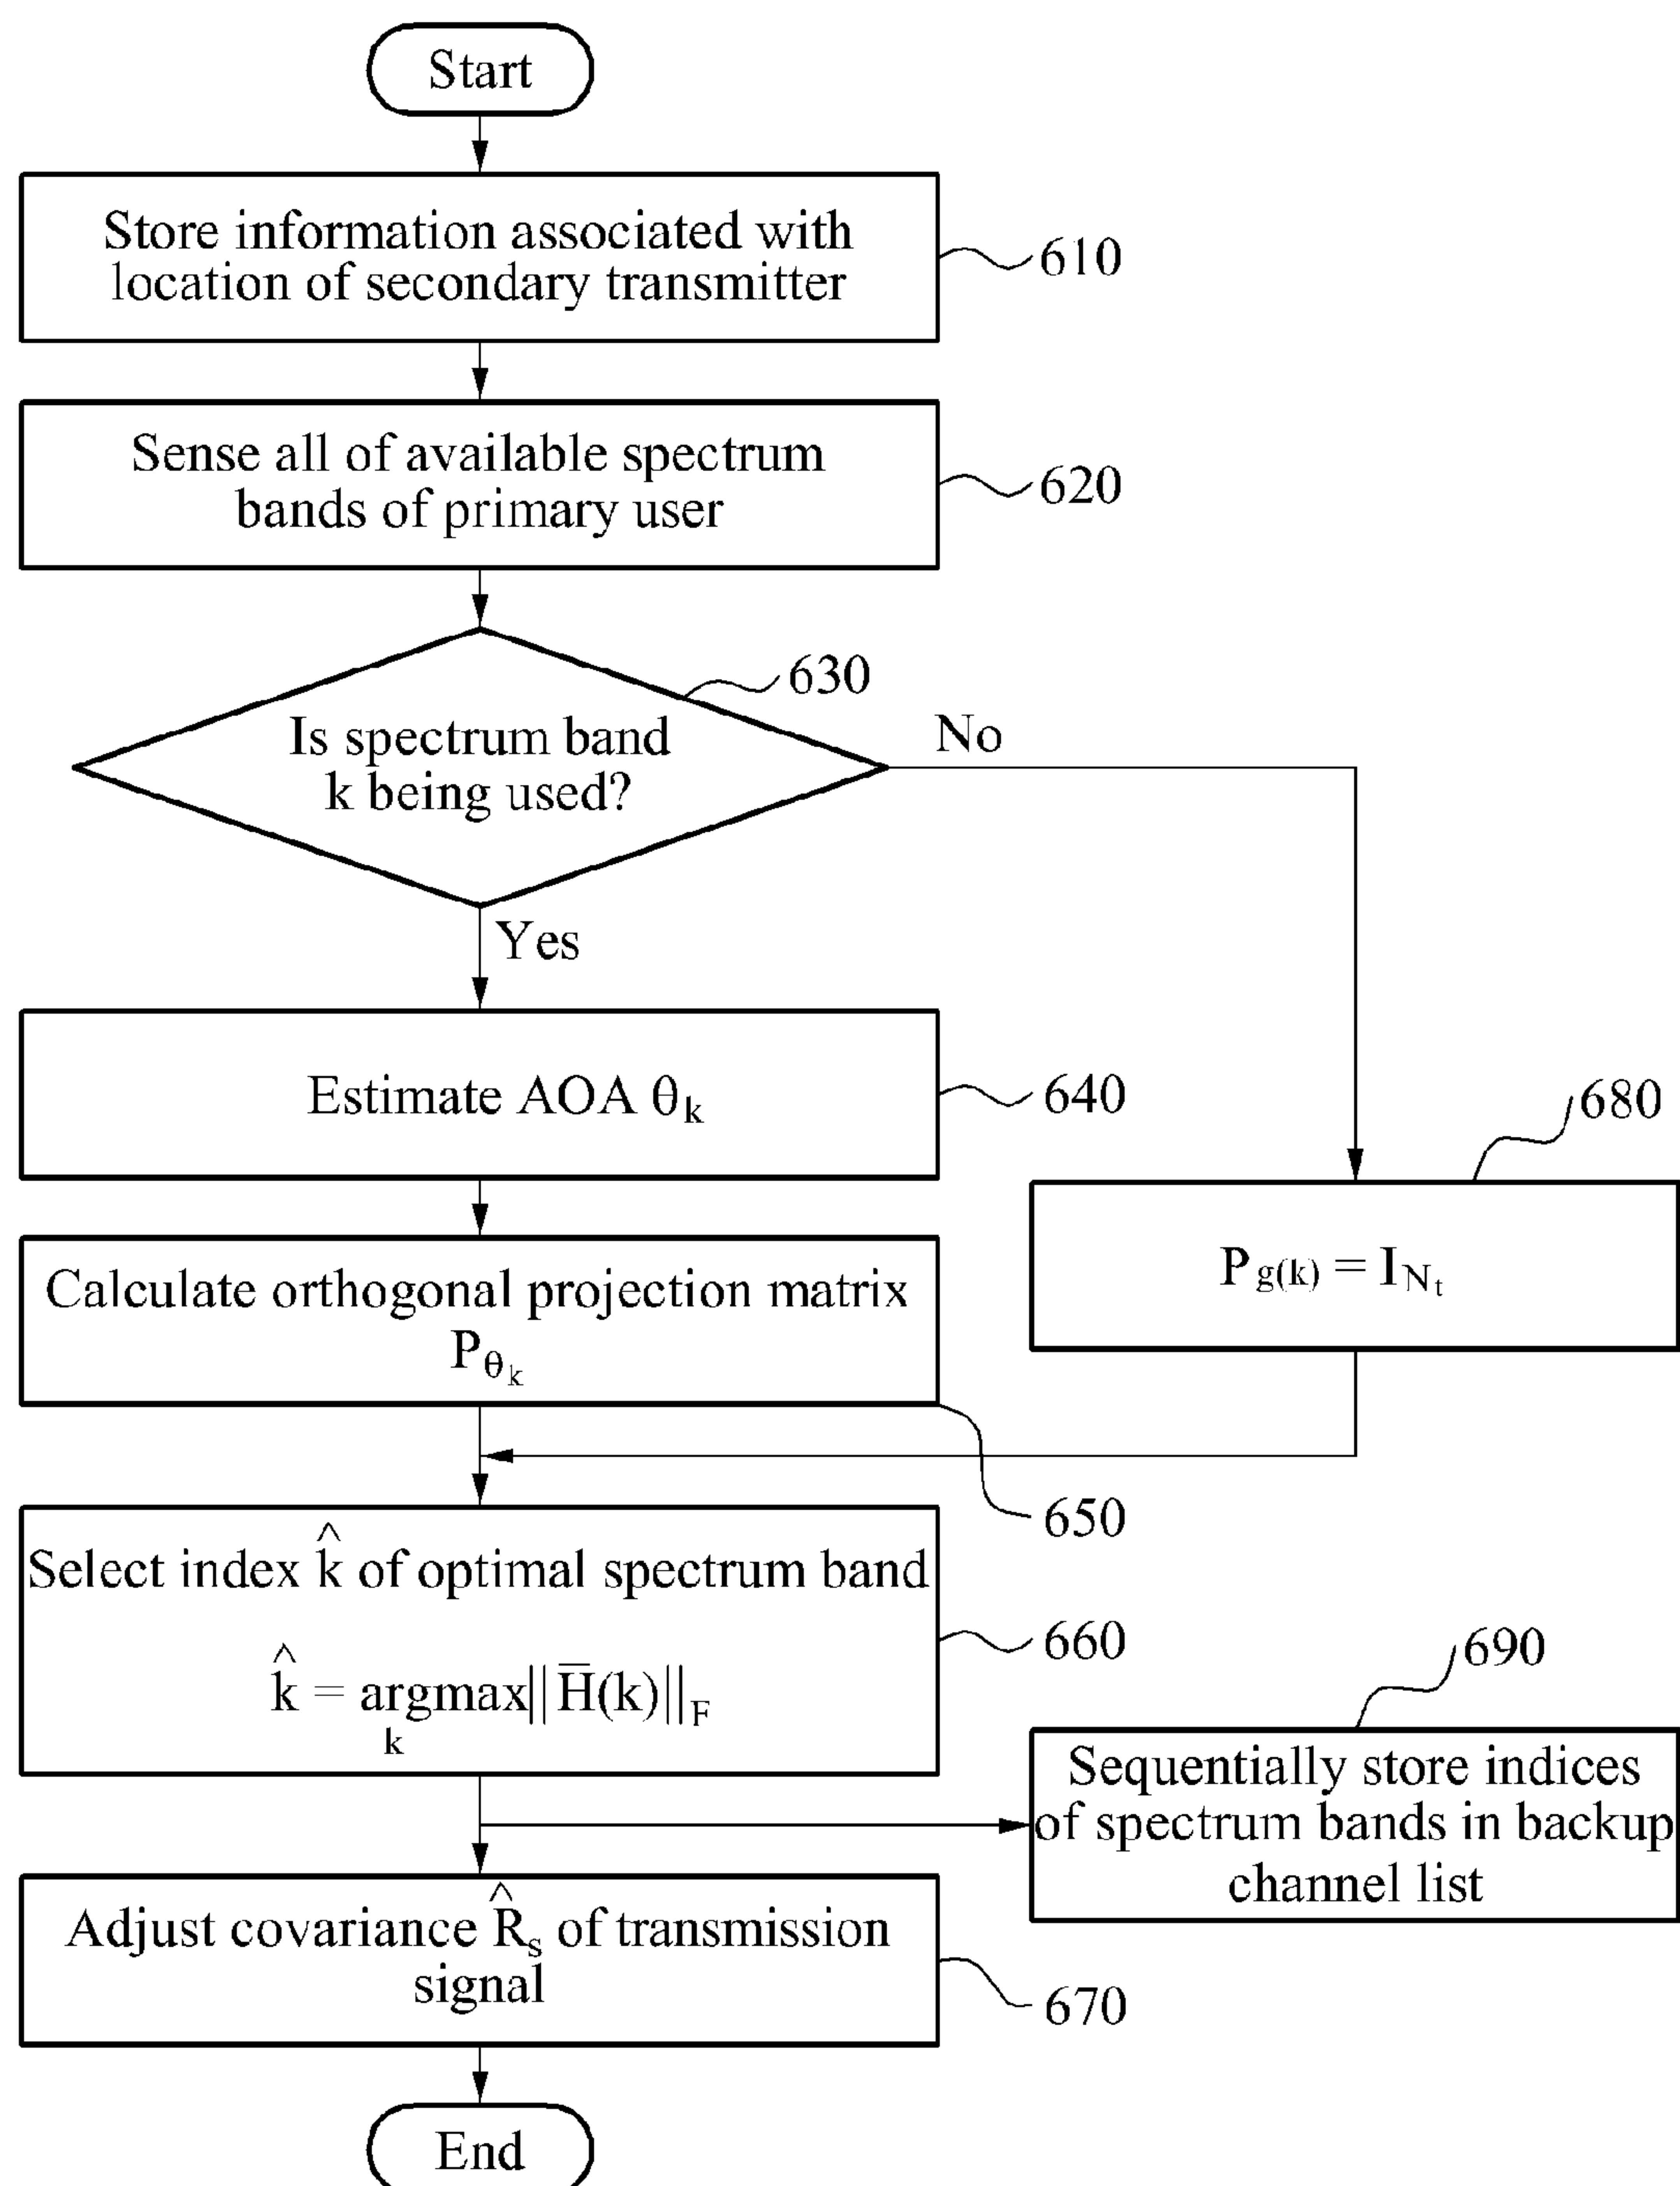 Start
Store information associated with
location of secondary transmitter
610
Sense all of available spectrum
bands of primary user
620
630
Is spectrum band
k being used?
No
Yes
Estimate AOA θk
640
680
Pg(k) = INt
Calculate orthogonal projection matrix
Pθk
650
Select index k̂ of optimal spectrum band
k̂ = argmax||H̅(k)||F
k
660
690
Sequentially store indices
of spectrum bands in backup
channel list
Adjust covariance R̂s of transmission
signal
670
End